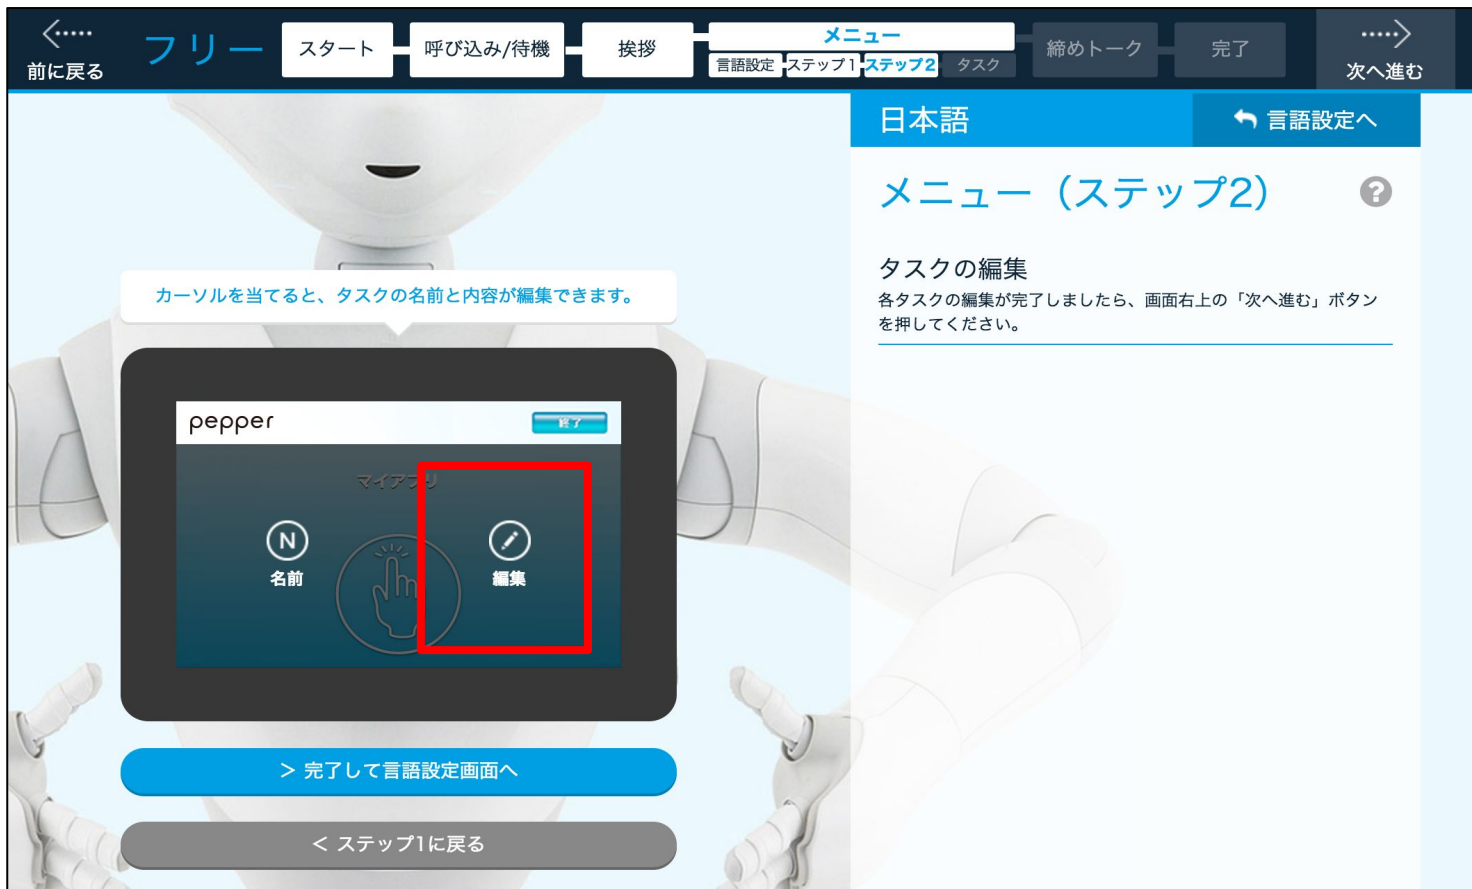 前に戻る
フリー
スタート
呼び込み/待機
挨拶
メニュー
言語設定
ステップ1
ステップ2
タスク
締めトーク
完了
次へ進む
日本語
言語設定へ
メニュー（ステップ2）
?
タスクの編集
各タスクの編集が完了しましたら、画面右上の「次へ進む」ボタン
を押してください。
カーソルを当てると、タスクの名前と内容が編集できます。
pepper
終了
マイアプリ
N
名前
編集
> 完了して言語設定画面へ
< ステップ1に戻る